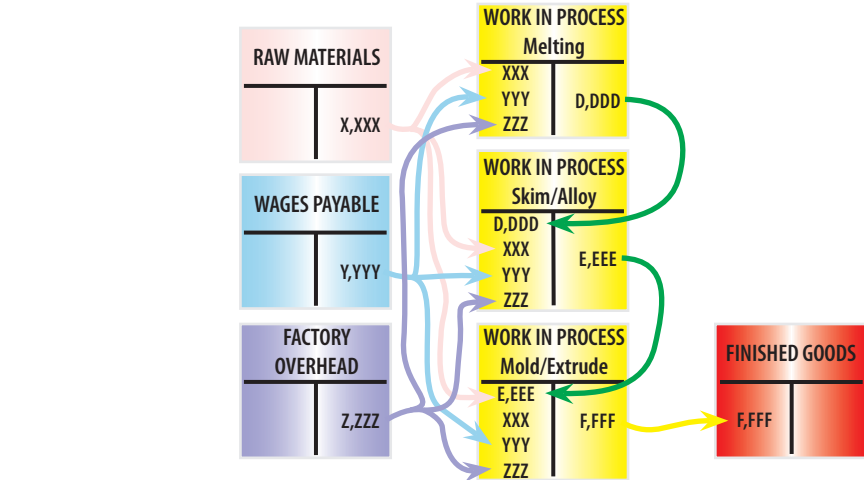 RAW MATERIALS
X,XXX
WAGES PAYABLE
Y,YYY
FACTORY
OVERHEAD
Z,ZZZ
WORK IN PROCESS
Melting
XXX
YYY
D,DDD
ZZZ
WORK IN PROCESS
Skim/Alloy
D,DDD
XXX
E,EEE
YYY
ZZZ
WORK IN PROCESS
Mold/Extrude
E,EEE
XXX
F,FFF
YYY
ZZZ
FINISHED GOODS
F,FFF